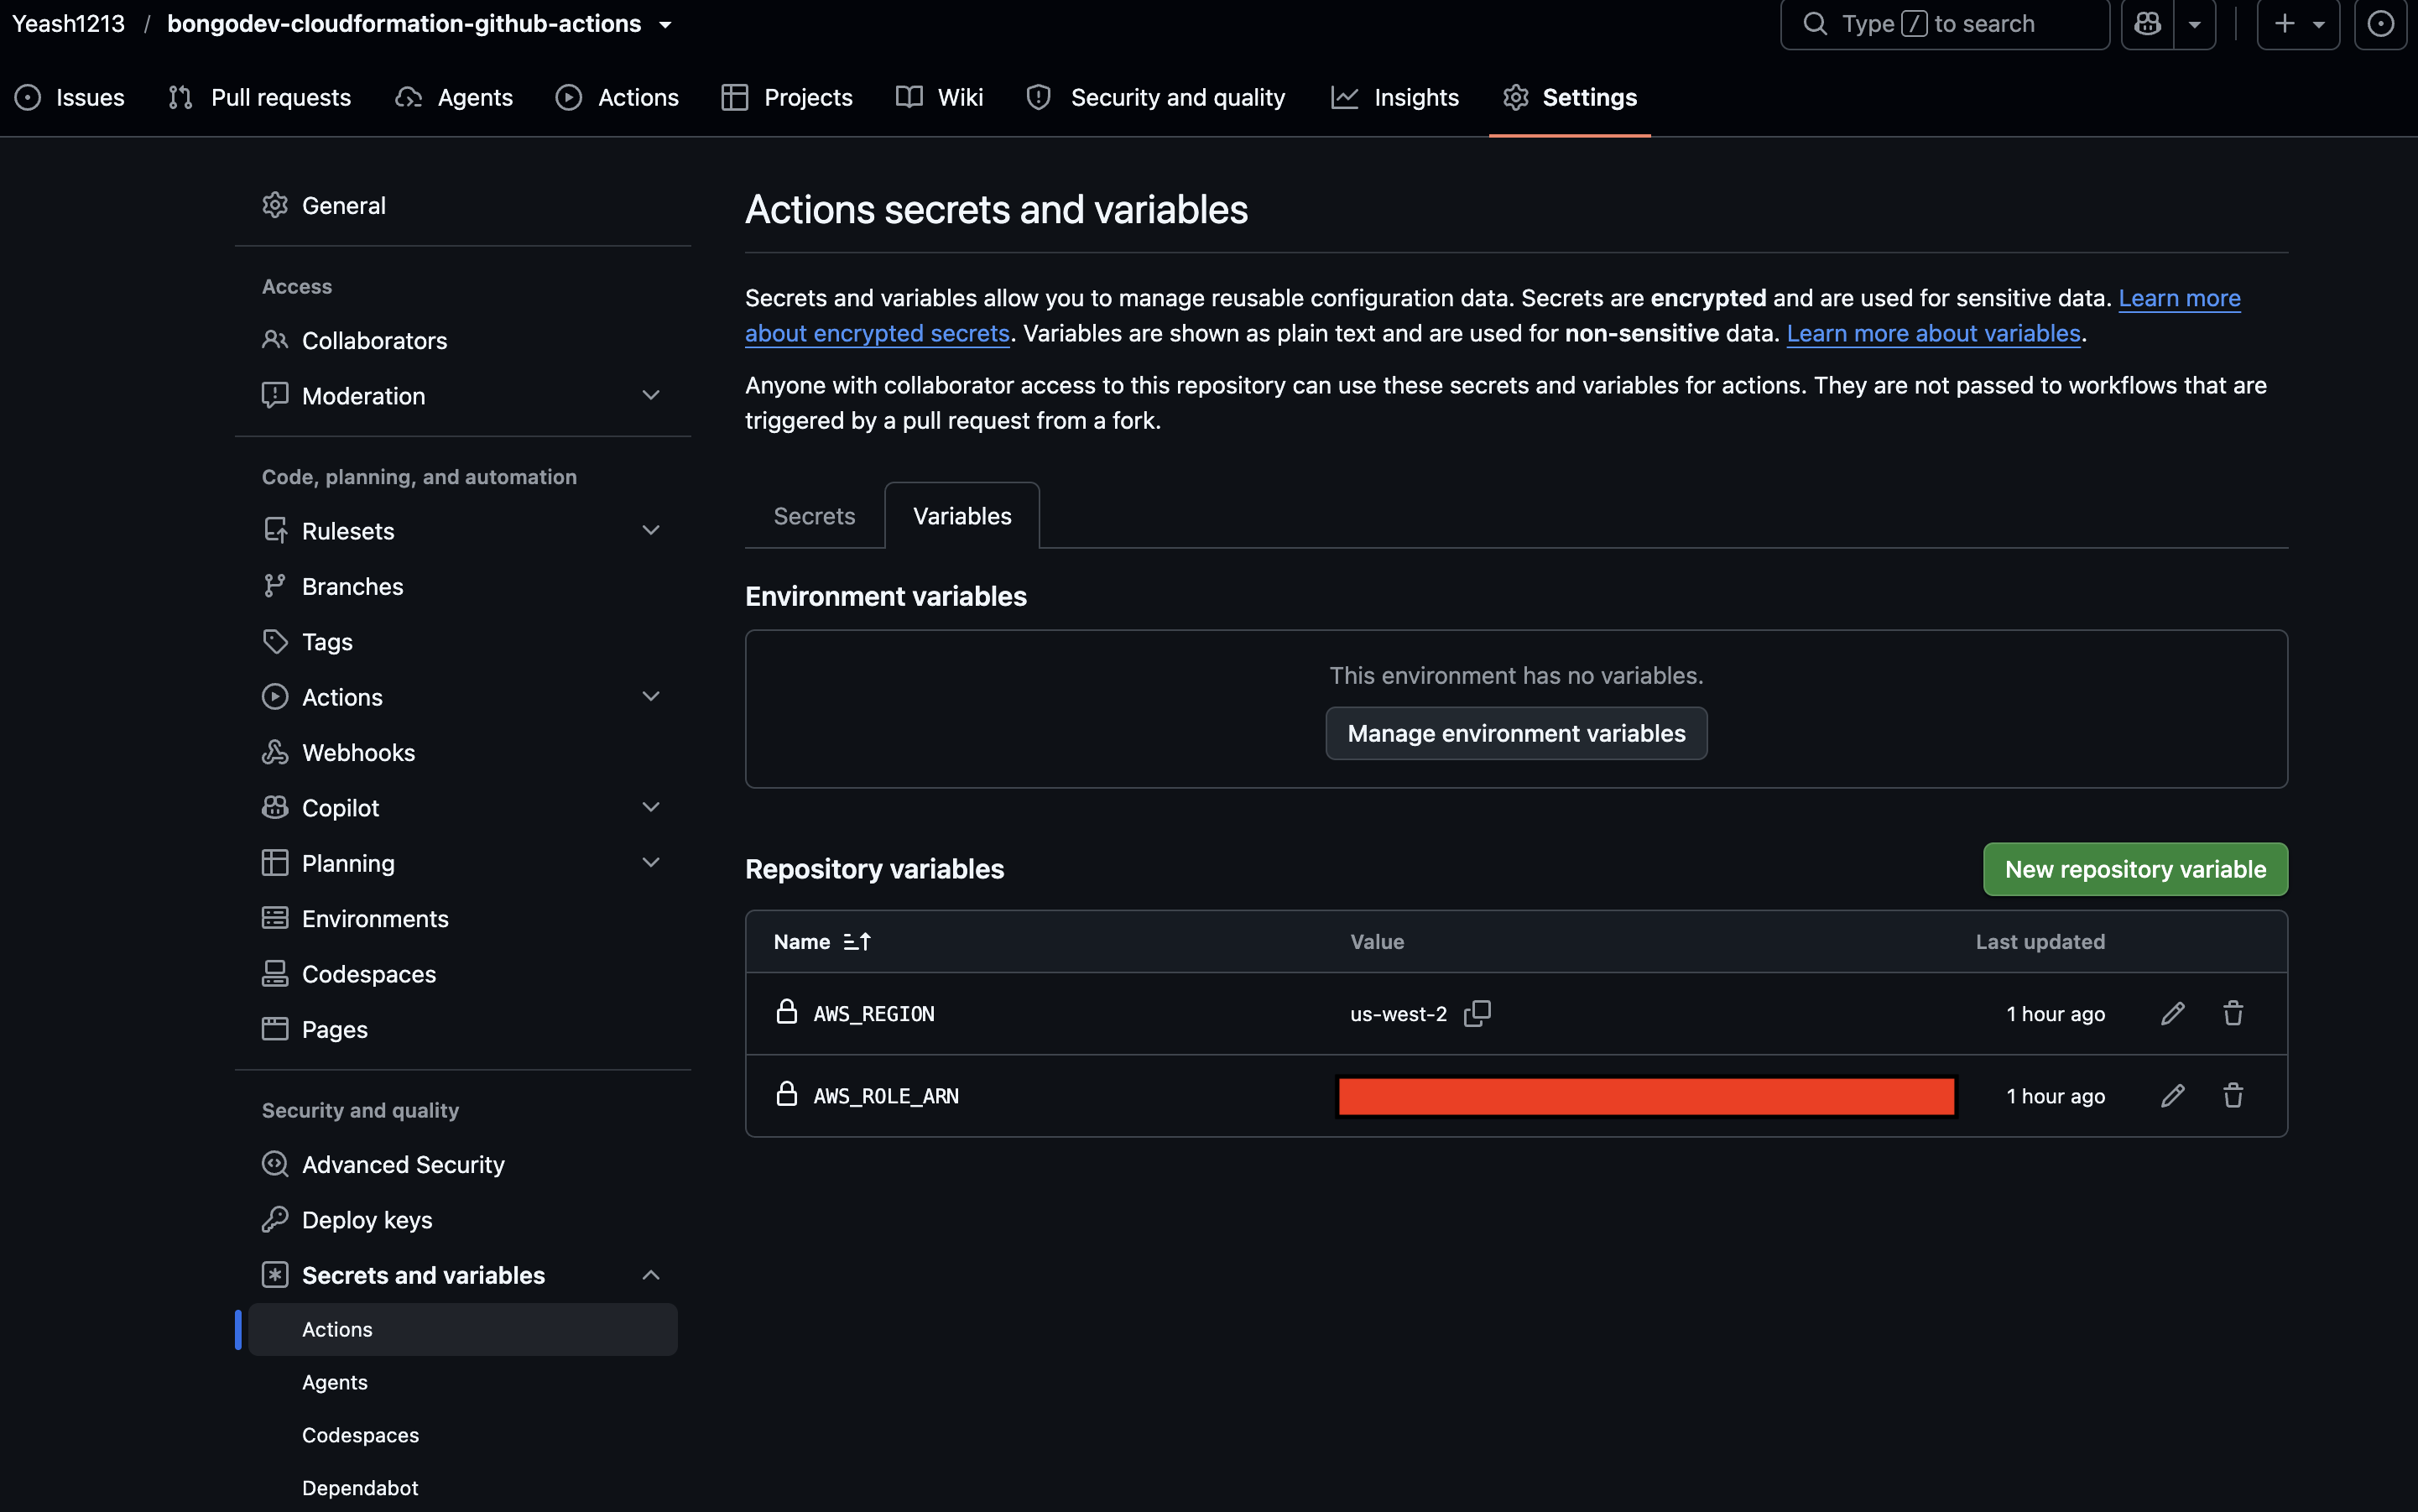 Yeash1213 / bongodev-cloudformation-github-actions
Type / to search
Issues
Pull requests
Agents
Actions
Projects
Wiki
Security and quality
Insights
Settings
General
Access
Collaborators
Moderation
Code, planning, and automation
Rulesets
Branches
Tags
Actions
Webhooks
Copilot
Planning
Environments
Codespaces
Pages
Security and quality
Advanced Security
Deploy keys
Secrets and variables
Actions
Agents
Codespaces
Dependabot
Actions secrets and variables
Secrets and variables allow you to manage reusable configuration data. Secrets are encrypted and are used for sensitive data. Learn more
about encrypted secrets. Variables are shown as plain text and are used for non-sensitive data. Learn more about variables.
Anyone with collaborator access to this repository can use these secrets and variables for actions. They are not passed to workflows that are
triggered by a pull request from a fork.
Secrets
Variables
Environment variables
This environment has no variables.
Manage environment variables
Repository variables
New repository variable
Name Value Last updated
AWS_REGION us-west-2 1 hour ago
AWS_ROLE_ARN 1 hour ago